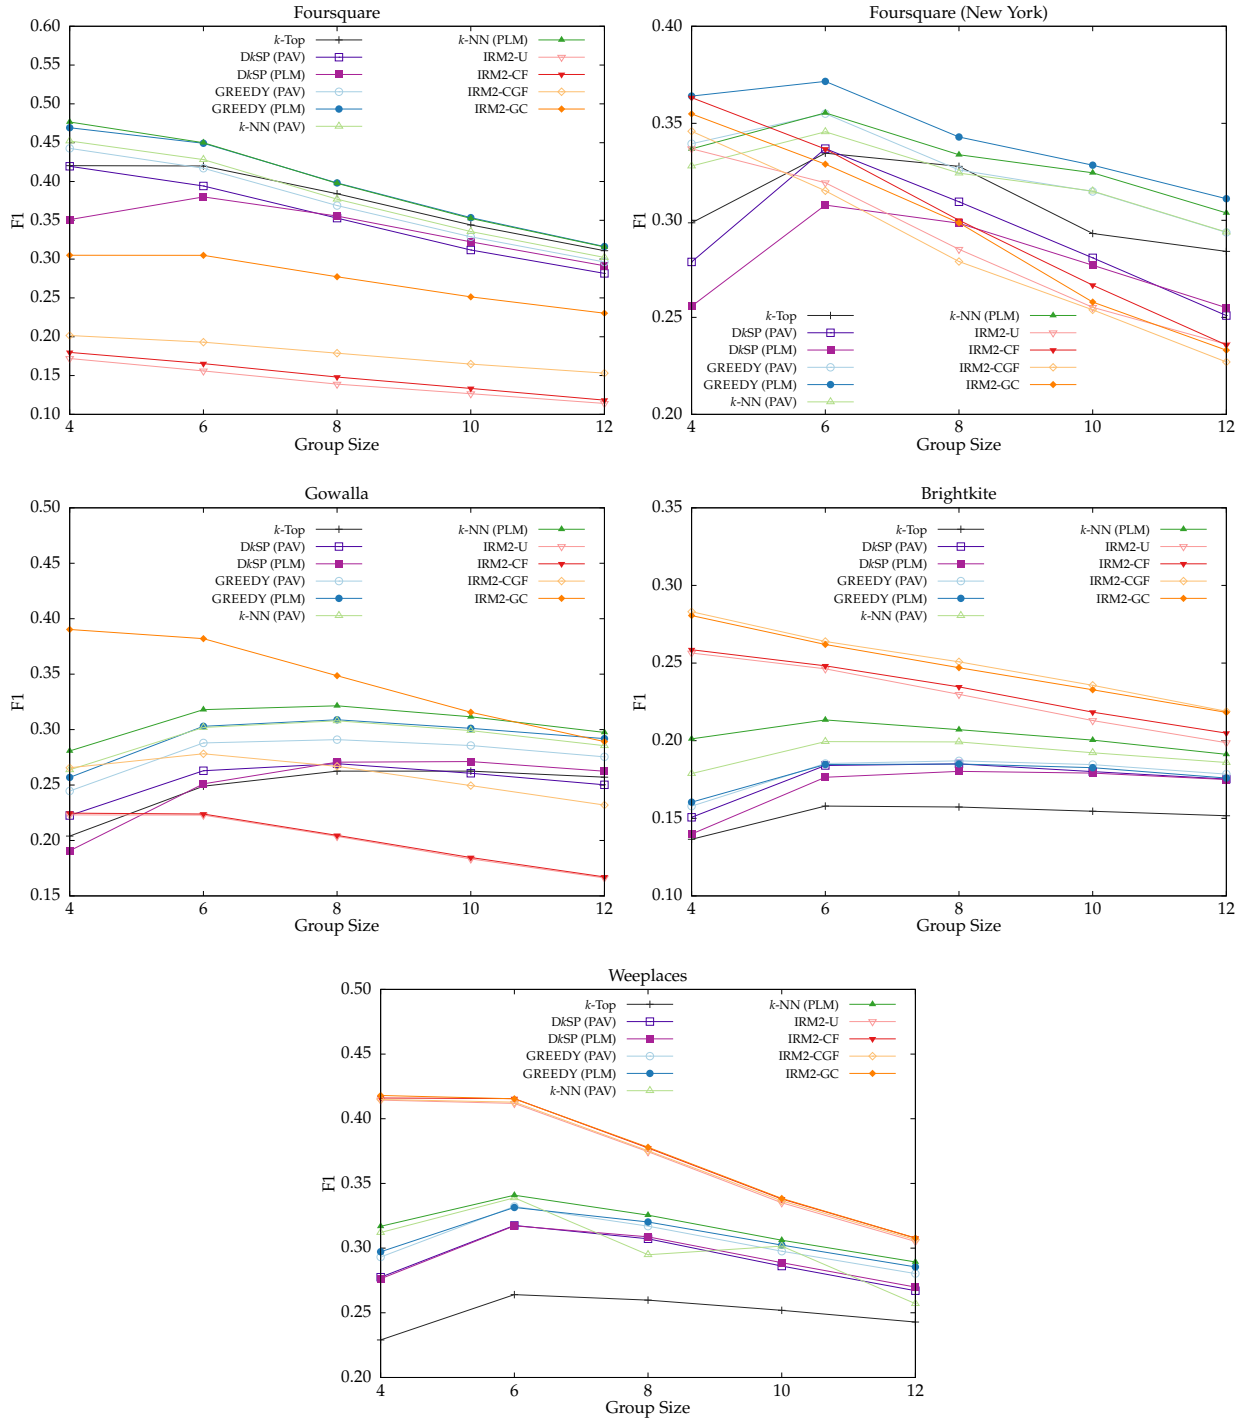 Foursquare
0.60
0.55
0.50
0.45
0.40
0.35
0.30
0.25
0.20
0.15
0.10
F1
k-Top
DkSP (PAV)
DkSP (PLM)
GREEDY (PAV)
GREEDY (PLM)
k-NN (PAV)
k-NN (PLM)
IRM2-U
IRM2-CF
IRM2-CGF
IRM2-GC
4 6 8 10 12
Group Size
Foursquare (New York)
0.40
0.35
0.30
0.25
0.20
F1
k-Top
DkSP (PAV)
DkSP (PLM)
GREEDY (PAV)
GREEDY (PLM)
k-NN (PAV)
k-NN (PLM)
IRM2-U
IRM2-CF
IRM2-CGF
IRM2-GC
4 6 8 10 12
Group Size
Gowalla
0.50
0.45
0.40
0.35
0.30
0.25
0.20
0.15
F1
k-Top
DkSP (PAV)
DkSP (PLM)
GREEDY (PAV)
GREEDY (PLM)
k-NN (PAV)
k-NN (PLM)
IRM2-U
IRM2-CF
IRM2-CGF
IRM2-GC
4 6 8 10 12
Group Size
Brightkite
0.35
0.30
0.25
0.20
0.15
0.10
F1
k-Top
DkSP (PAV)
DkSP (PLM)
GREEDY (PAV)
GREEDY (PLM)
k-NN (PAV)
k-NN (PLM)
IRM2-U
IRM2-CF
IRM2-CGF
IRM2-GC
4 6 8 10 12
Group Size
Weeplaces
0.50
0.45
0.40
0.35
0.30
0.25
0.20
F1
k-Top
DkSP (PAV)
DkSP (PLM)
GREEDY (PAV)
GREEDY (PLM)
k-NN (PAV)
k-NN (PLM)
IRM2-U
IRM2-CF
IRM2-CGF
IRM2-GC
4 6 8 10 12
Group Size